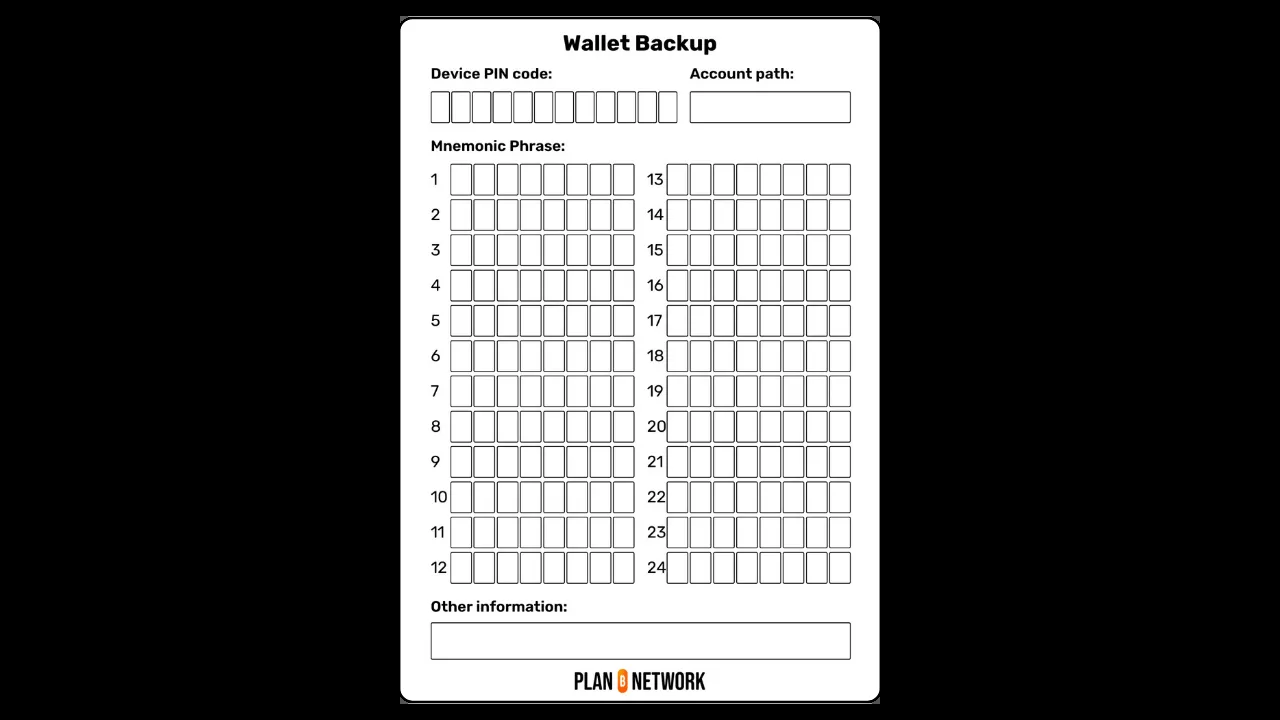 Wallet Backup
Device PIN code: Account path:
Mnemonic Phrase:
1 13
2 14
3 15
4 16
5 17
6 18
7 19
8 20
9 21
10 22
11 23
12 24
Other information:
PLAN B NETWORK